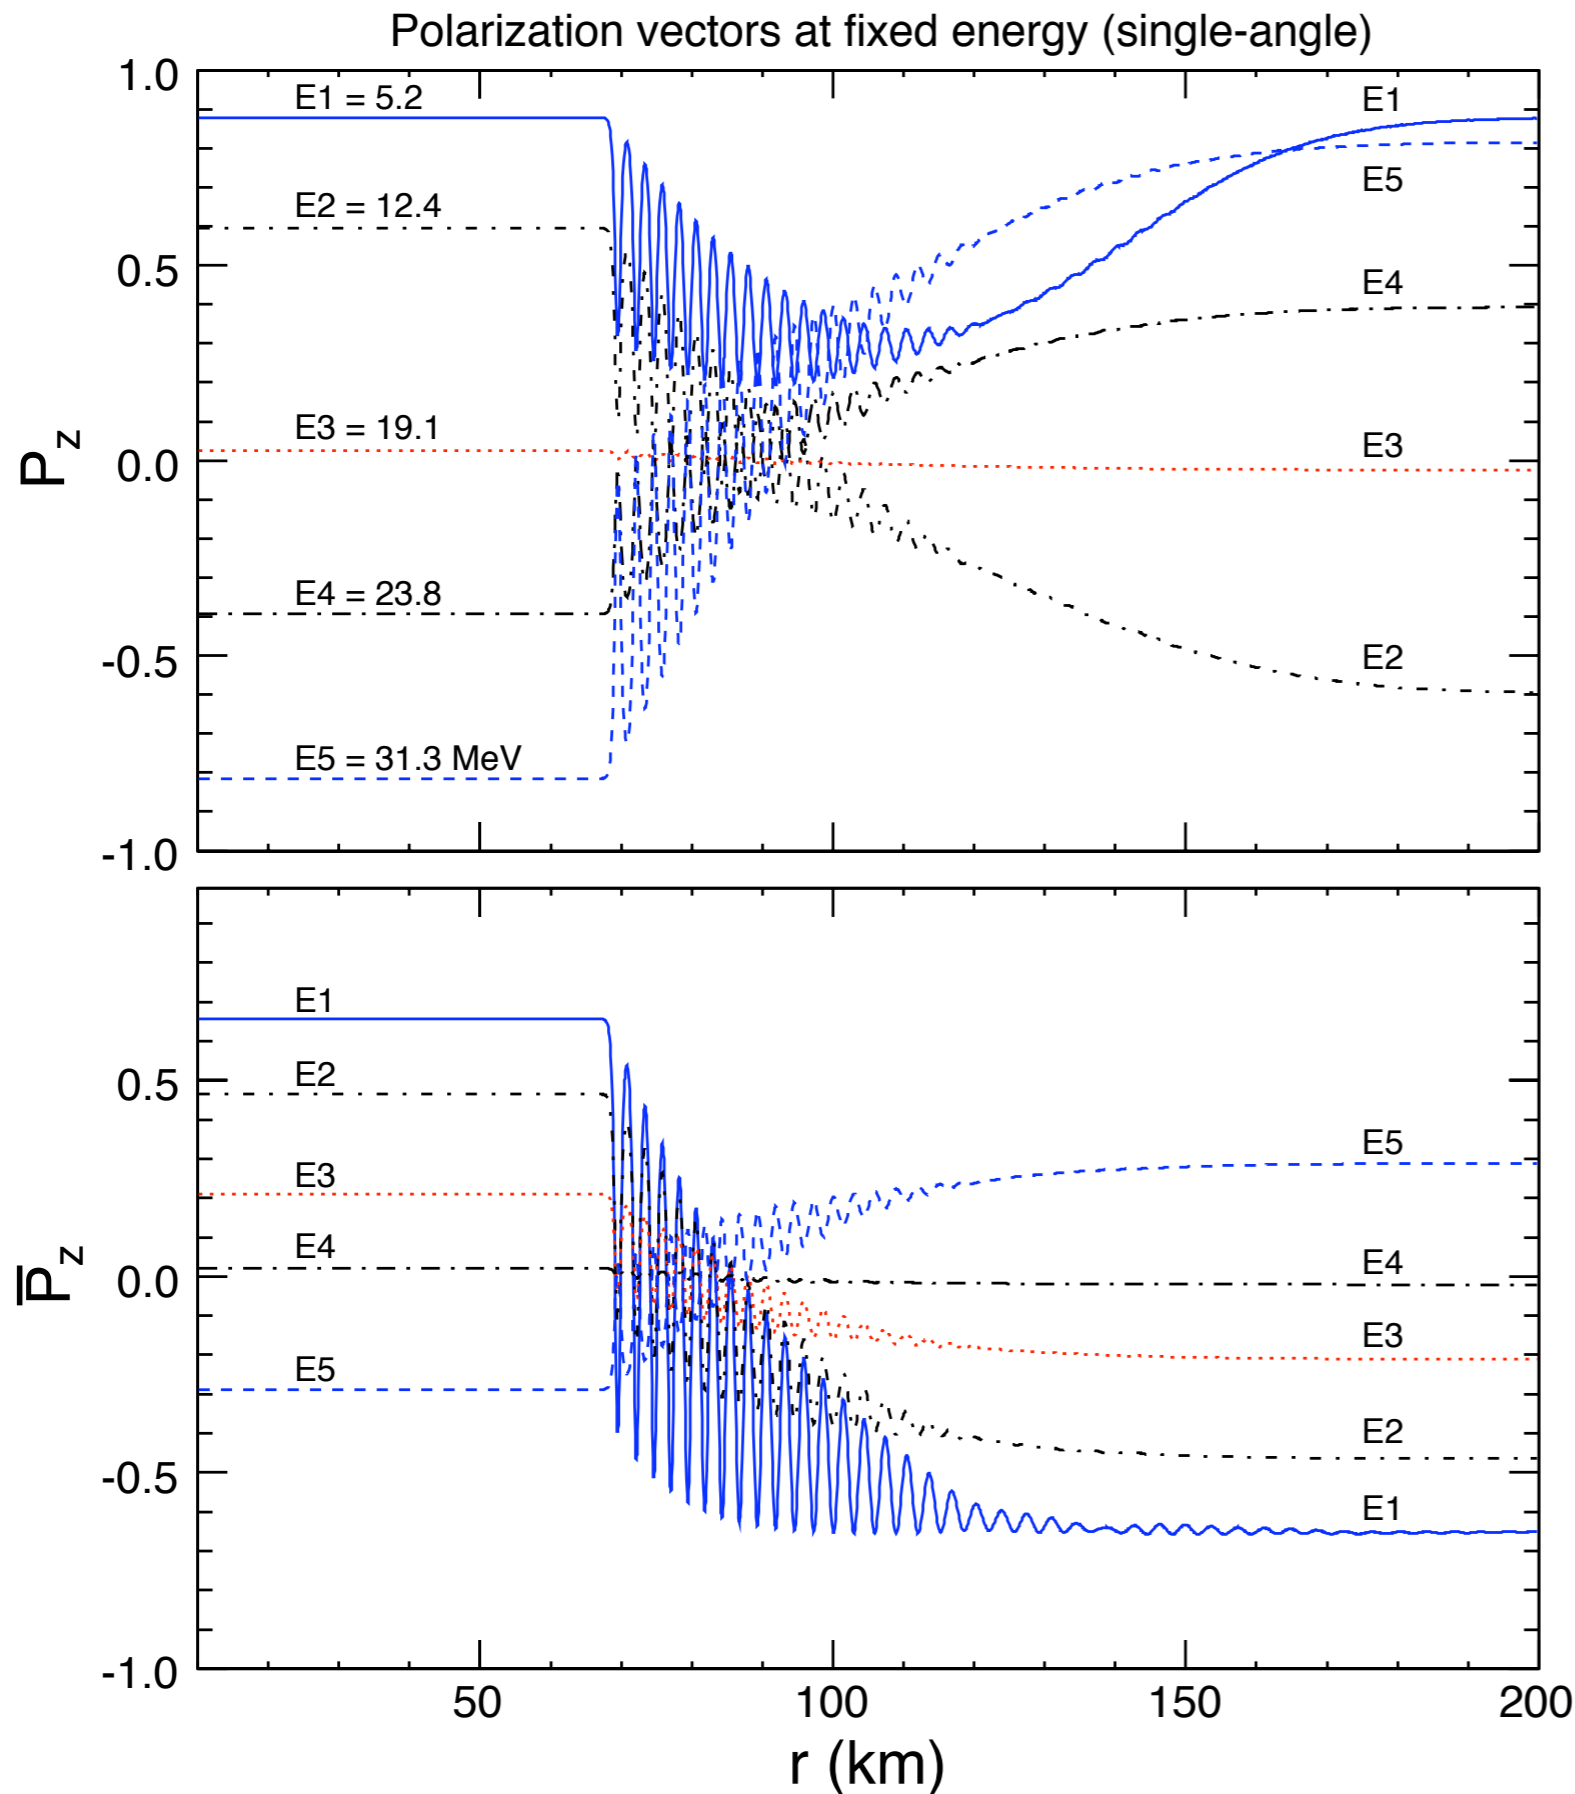 Polarization vectors at fixed energy (single-angle)
1.0
E1 = 5.2
E1
E5
E2 = 12.4
0.5
E4
E3 = 19.1
E3
P_z
0.0
E4 = 23.8
-0.5
E2
E5 = 31.3 MeV
-1.0
E1
E2
0.5
E5
E3
E4
E4
P̅_z
0.0
E3
E5
E2
-0.5
E1
-1.0
50
100
150
200
r (km)